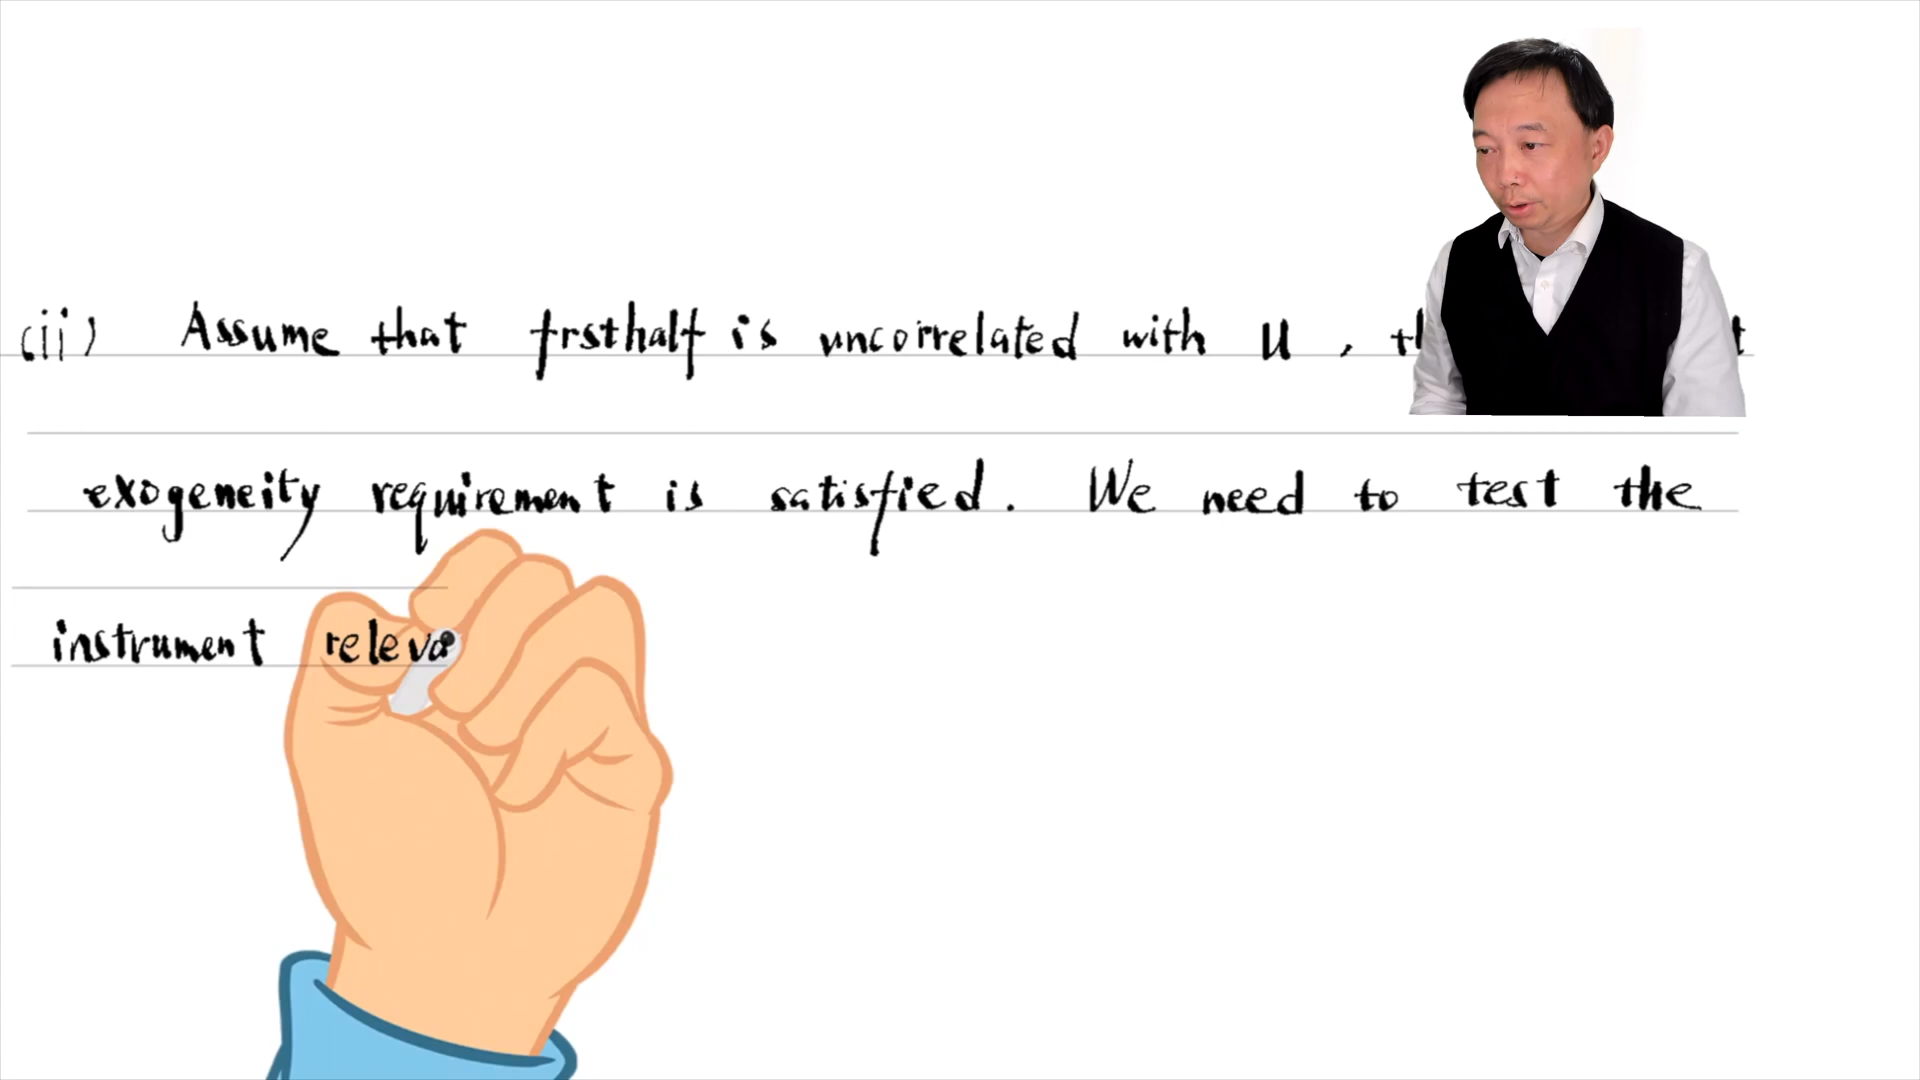 (ii) Assume that frsthalf is uncorrelated with u,
exogeneity requirement is satisfied. We need to test the
instrument releva